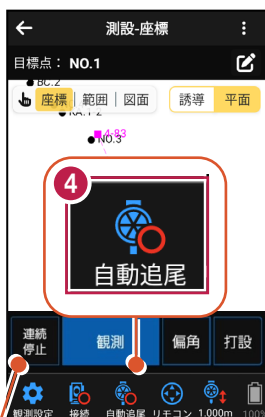 測設-座標
目標点： NO.1
BC.2
座標 範囲 図面 誘導 平面
KA.1-2
4-83
NO.3
4
自動追尾
連続停止 観測 偏角 打設
観測設定 接続 自動追尾 リモコン 1.000m 100%